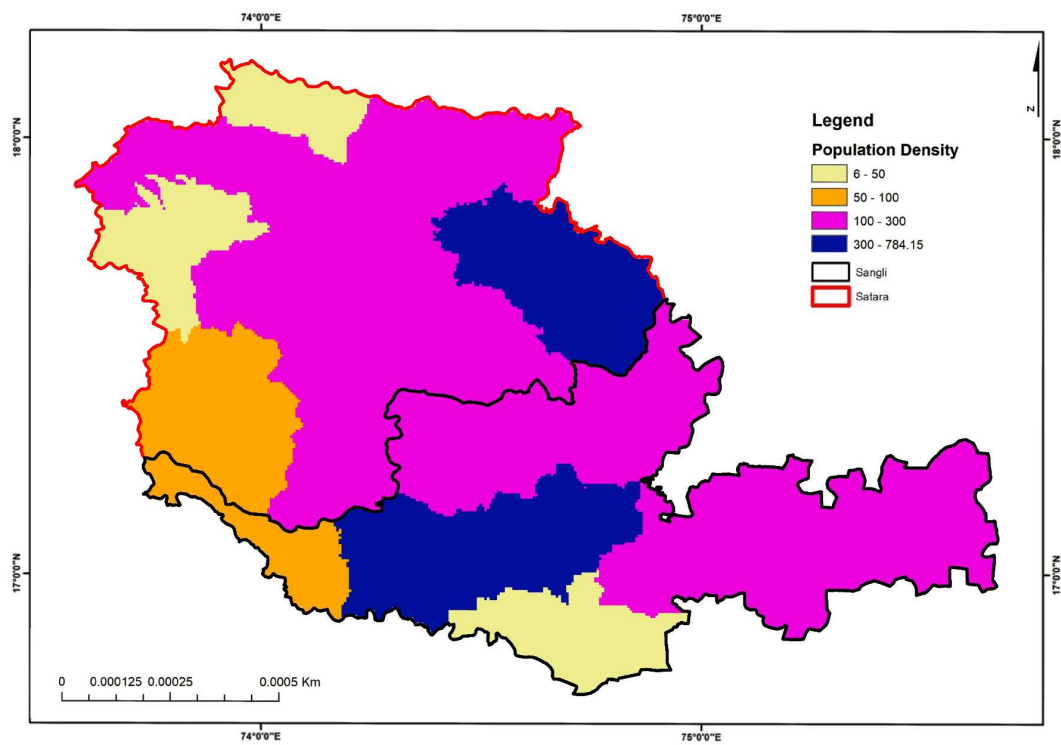 74°0'0"E 75°0'0"E
Z
18°0'0"N 18°0'0"N
Legend
Population Density
6 - 50
50 - 100
100 - 300
300 - 784.15
Sangli
Satara
17°0'0"N 17°0'0"N
0 0.000125 0.00025 0.0005 Km
74°0'0"E 75°0'0"E